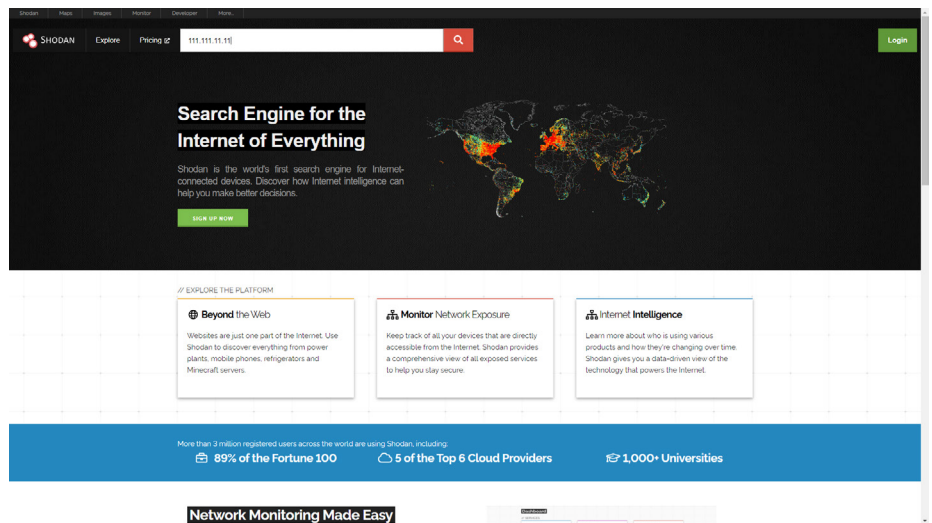 Shodan Maps Images Monitor Developer More...
SHODAN Explore Pricing 111.111.11.11 Login
Search Engine for the
Internet of Everything
Shodan is the world's first search engine for Internet-
connected devices. Discover how Internet intelligence can
help you make better decisions.
SIGN UP NOW
// EXPLORE THE PLATFORM
Beyond the Web
Websites are just one part of the Internet. Use
Shodan to discover everything from power
plants, mobile phones, refrigerators and
Minecraft servers.
Monitor Network Exposure
Keep track of all your devices that are directly
accessible from the Internet. Shodan provides
a comprehensive view of all exposed services
to help you stay secure.
Internet Intelligence
Learn more about who is using various
products and how they're changing over time.
Shodan gives you a data-driven view of the
technology that powers the Internet.
More than 3 million registered users across the world are using Shodan, including:
89% of the Fortune 100 5 of the Top 6 Cloud Providers 1,000+ Universities
Network Monitoring Made Easy